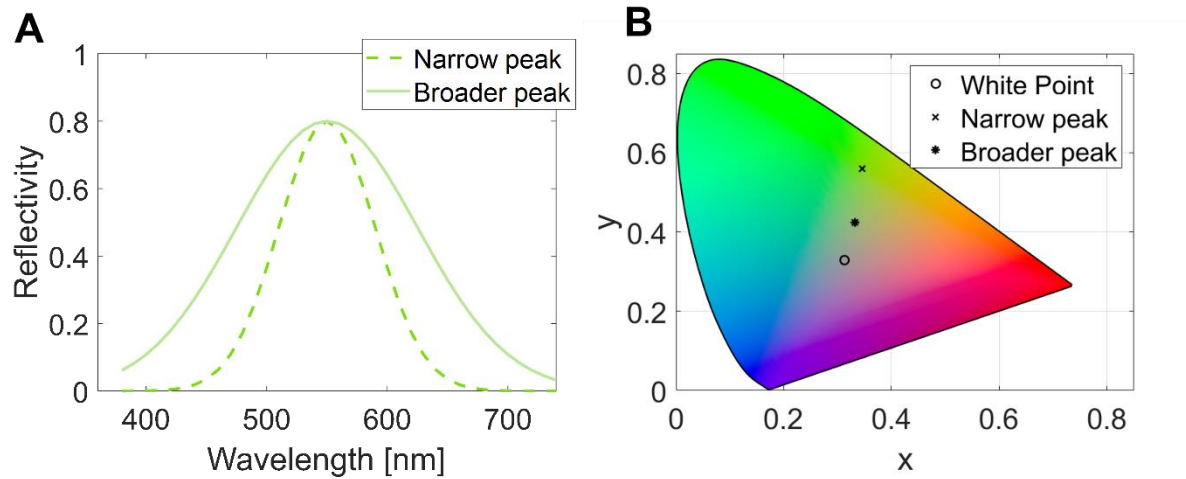 A
1
0.8
0.6
0.4
0.2
0
Reflectivity
400 500 600 700
Wavelength [nm]
Narrow peak
Broader peak
B
0.8
0.6
0.4
0.2
0
y
0 0.2 0.4 0.6 0.8
x
White Point
Narrow peak
Broader peak